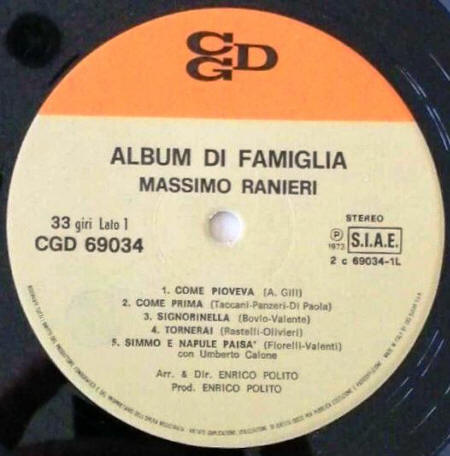 CGD
ALBUM DI FAMIGLIA
MASSIMO RANIERI
33 giri Lato 1
CGD 69034
STEREO
P 1973 S.I.A.E.
2 c 69034-1L
1. COME PIOVEVA (A. Gill)
2. COME PRIMA (Taccani-Panzeri-Di Paola)
3. SIGNORINELLA (Bovio-Valente)
4. TORNERAI (Rastelli-Olivieri)
5. SIMMO E NAPULE PAISA' (Fiorelli-Valenti)
con Umberto Calone
Arr. & Dir. ENRICO POLITO
Prod. ENRICO POLITO